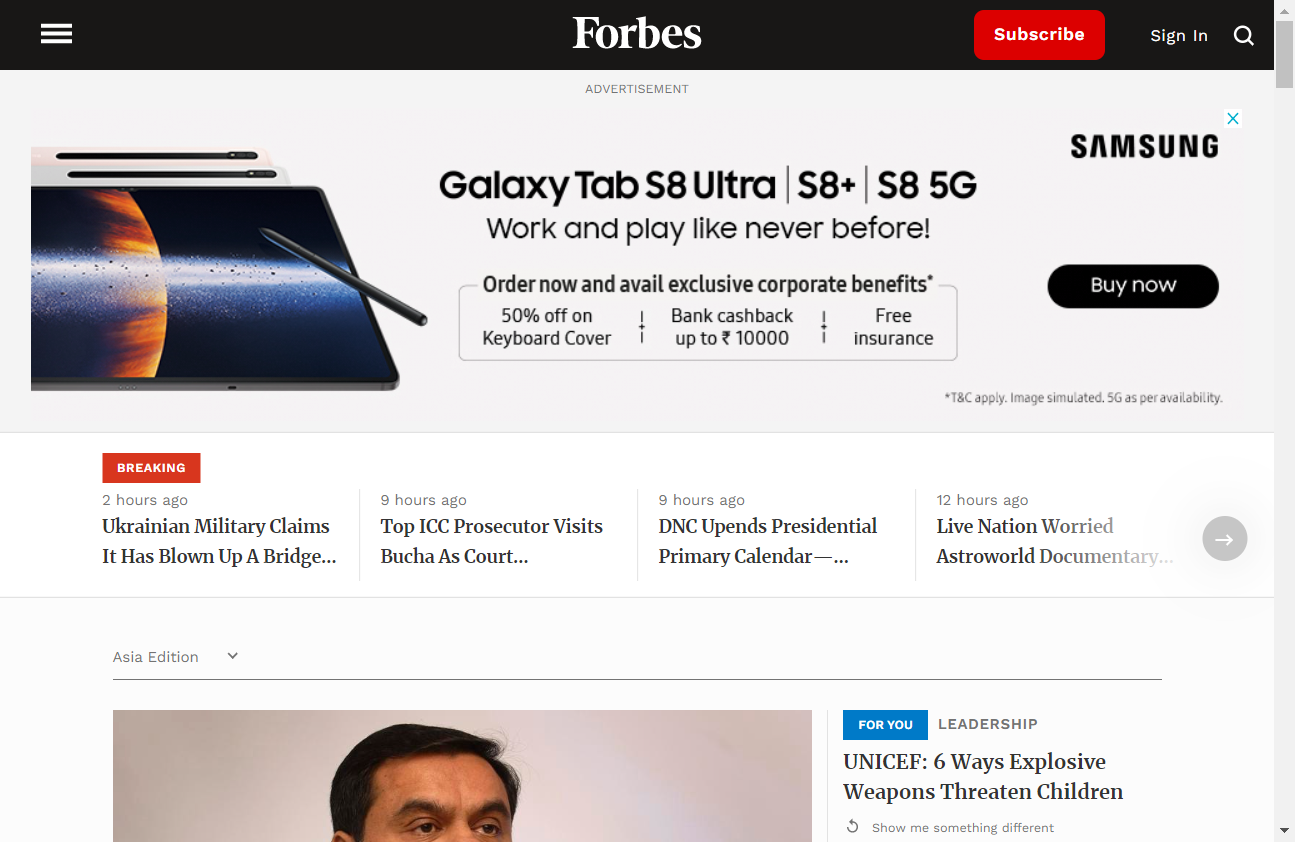 Forbes
Subscribe
Sign In
ADVERTISEMENT
SAMSUNG
Galaxy Tab S8 Ultra | S8+ | S8 5G
Work and play like never before!
Order now and avail exclusive corporate benefits*
50% off on
Keyboard Cover
+
Bank cashback
up to ₹ 10000
+
Free
insurance
Buy now
*T&C apply. Image simulated. 5G as per availability.
BREAKING
2 hours ago
Ukrainian Military Claims
It Has Blown Up A Bridge...
9 hours ago
Top ICC Prosecutor Visits
Bucha As Court...
9 hours ago
DNC Upends Presidential
Primary Calendar—...
12 hours ago
Live Nation Worried
Astroworld Documentary...
Asia Edition
FOR YOU LEADERSHIP
UNICEF: 6 Ways Explosive
Weapons Threaten Children
Show me something different